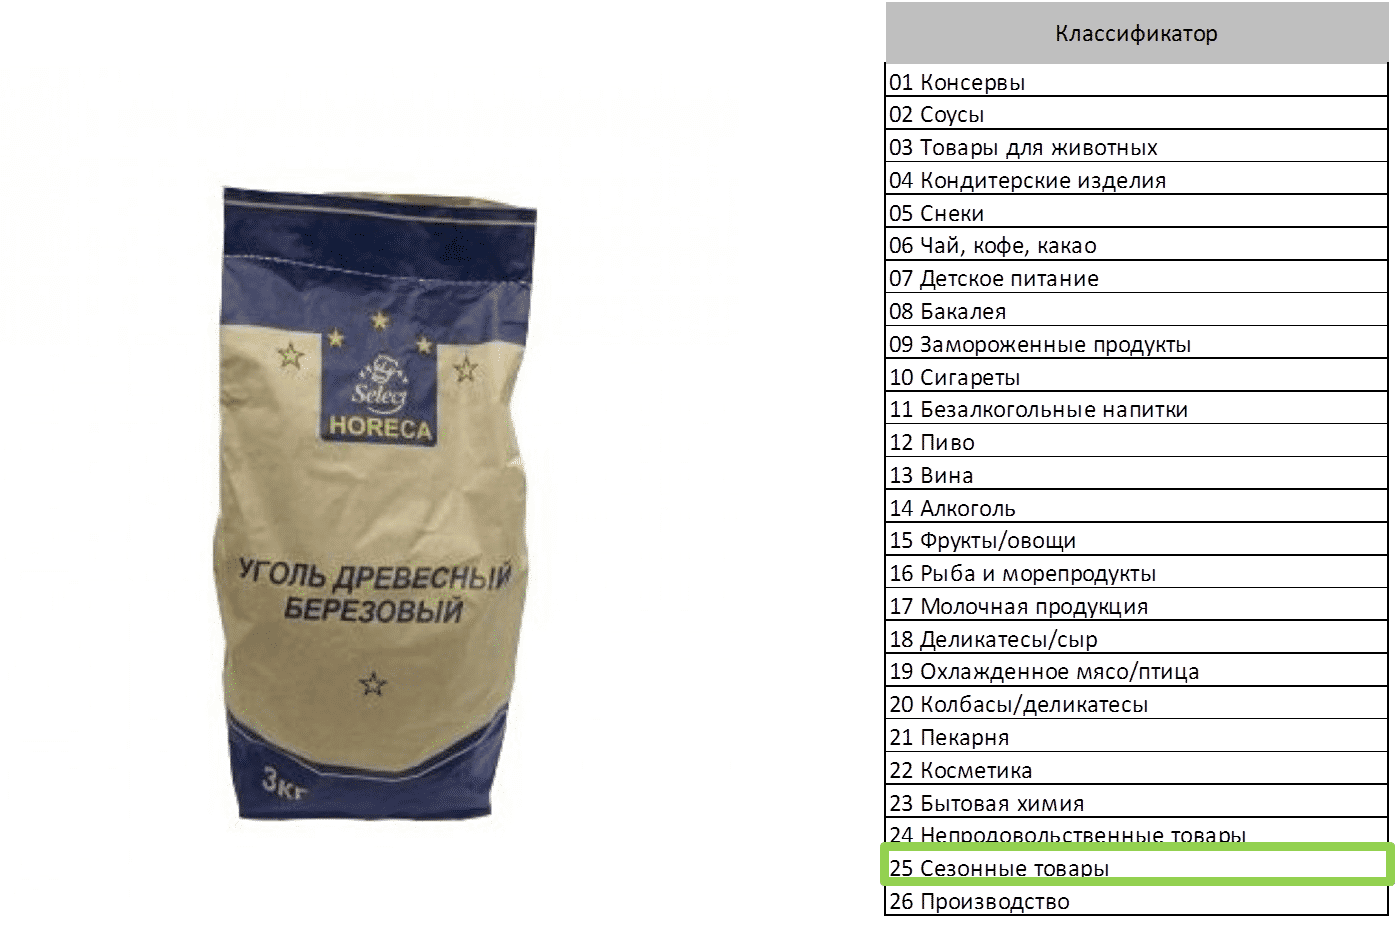 Select
HORECA
УГОЛЬ ДРЕВЕСНЫЙ
БЕРЕЗОВЫЙ
3кг
Классификатор
01 Консервы
02 Соусы
03 Товары для животных
04 Кондитерские изделия
05 Снеки
06 Чай, кофе, какао
07 Детское питание
08 Бакалея
09 Замороженные продукты
10 Сигареты
11 Безалкогольные напитки
12 Пиво
13 Вина
14 Алкоголь
15 Фрукты/овощи
16 Рыба и морепродукты
17 Молочная продукция
18 Деликатесы/сыр
19 Охлажденное мясо/птица
20 Колбасы/деликатесы
21 Пекарня
22 Косметика
23 Бытовая химия
24 Непродовольственные товары
25 Сезонные товары
26 Производство